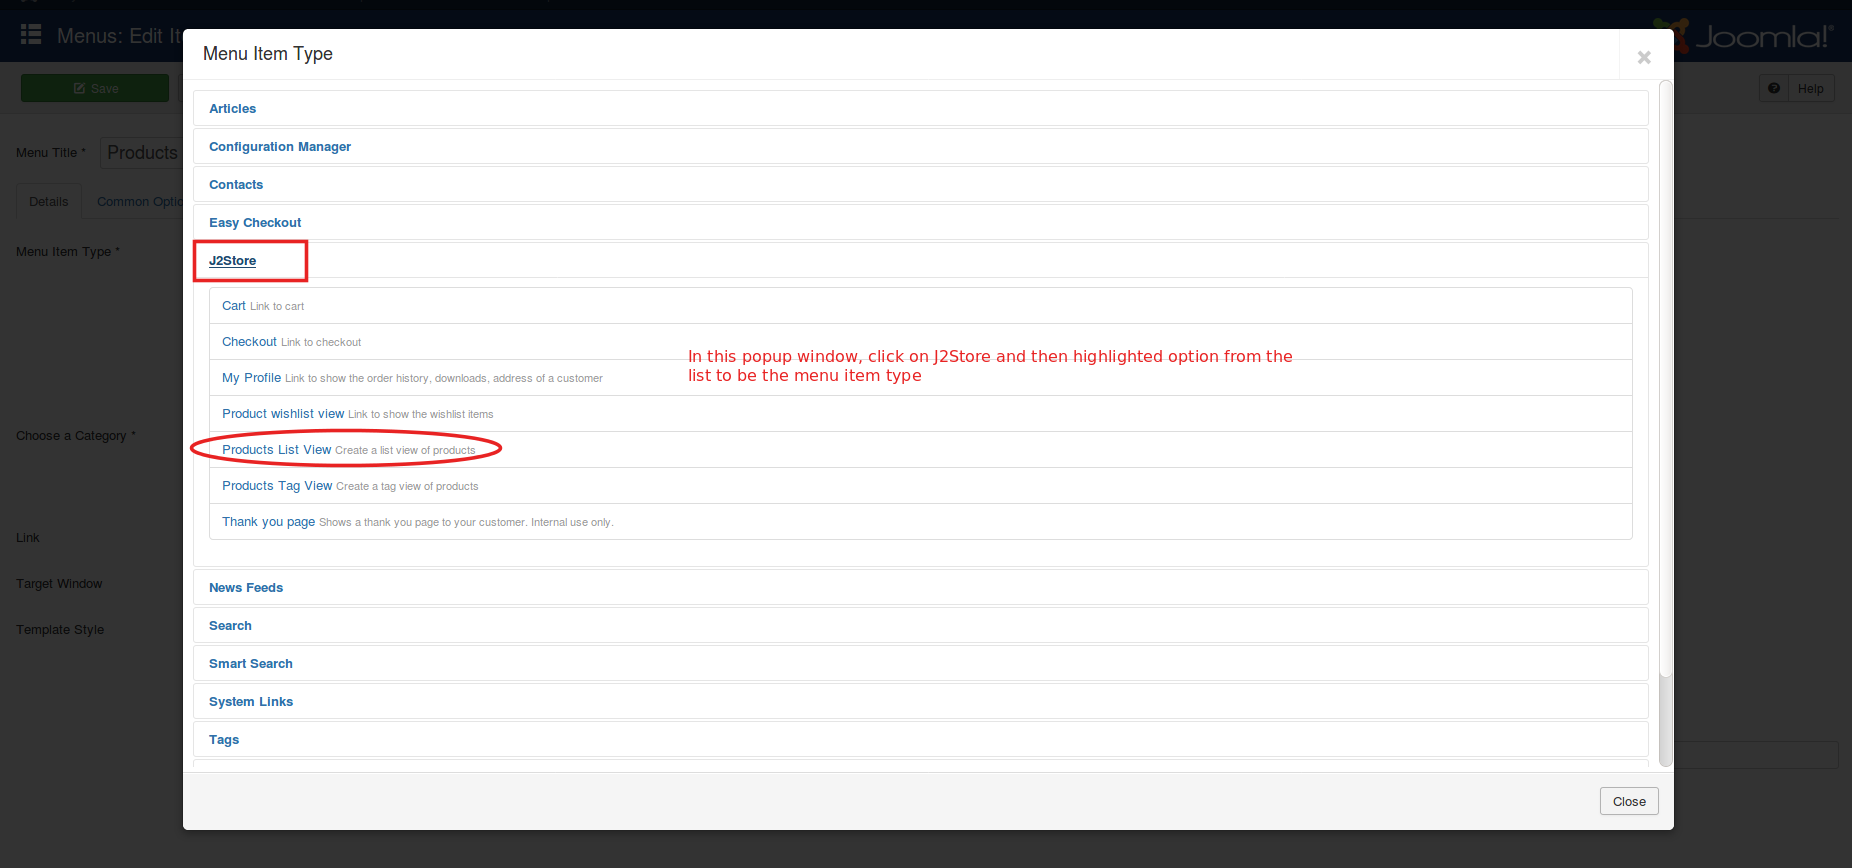 Menus: Edit It
Joomla!®
Menu Item Type
×
Save
Help
Menu Title *
Products
Details
Common Optio
Menu Item Type *
Choose a Category *
Link
Target Window
Template Style
Articles
Configuration Manager
Contacts
Easy Checkout
J2Store
Cart Link to cart
Checkout Link to checkout
My Profile Link to show the order history, downloads, address of a customer
Product wishlist view Link to show the wishlist items
Products List View Create a list view of products
Products Tag View Create a tag view of products
Thank you page Shows a thank you page to your customer. Internal use only.
In this popup window, click on J2Store and then highlighted option from the
list to be the menu item type
News Feeds
Search
Smart Search
System Links
Tags
Close